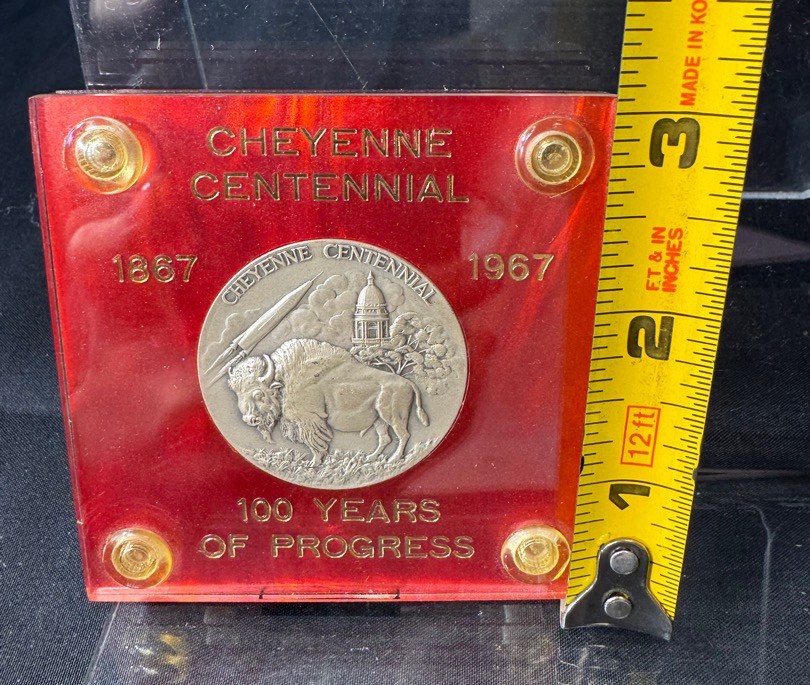 CHEYENNE
CENTENNIAL
1867
1967
CHEYENNE CENTENNIAL
100 YEARS
OF PROGRESS
MADE IN KO
3
FT & IN
INCHES
2
12ft
1